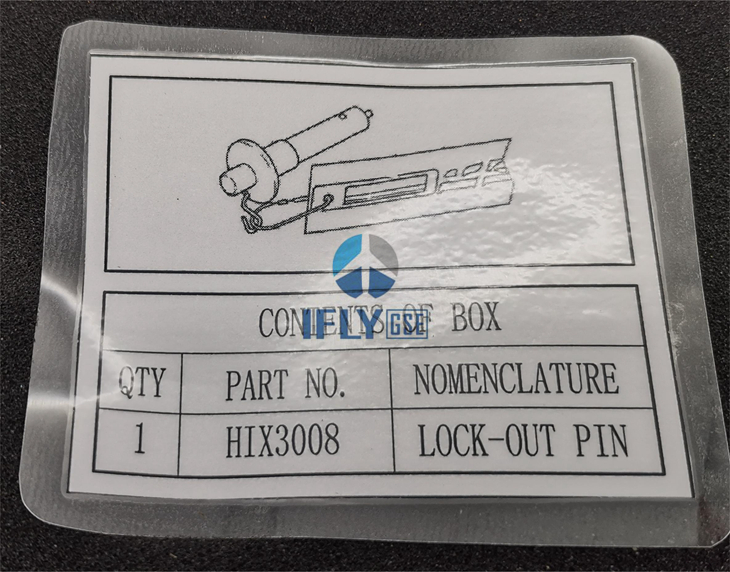 IFLY GSE
CONTENTS OF BOX
QTY PART NO. NOMENCLATURE
1 HIX3008 LOCK-OUT PIN